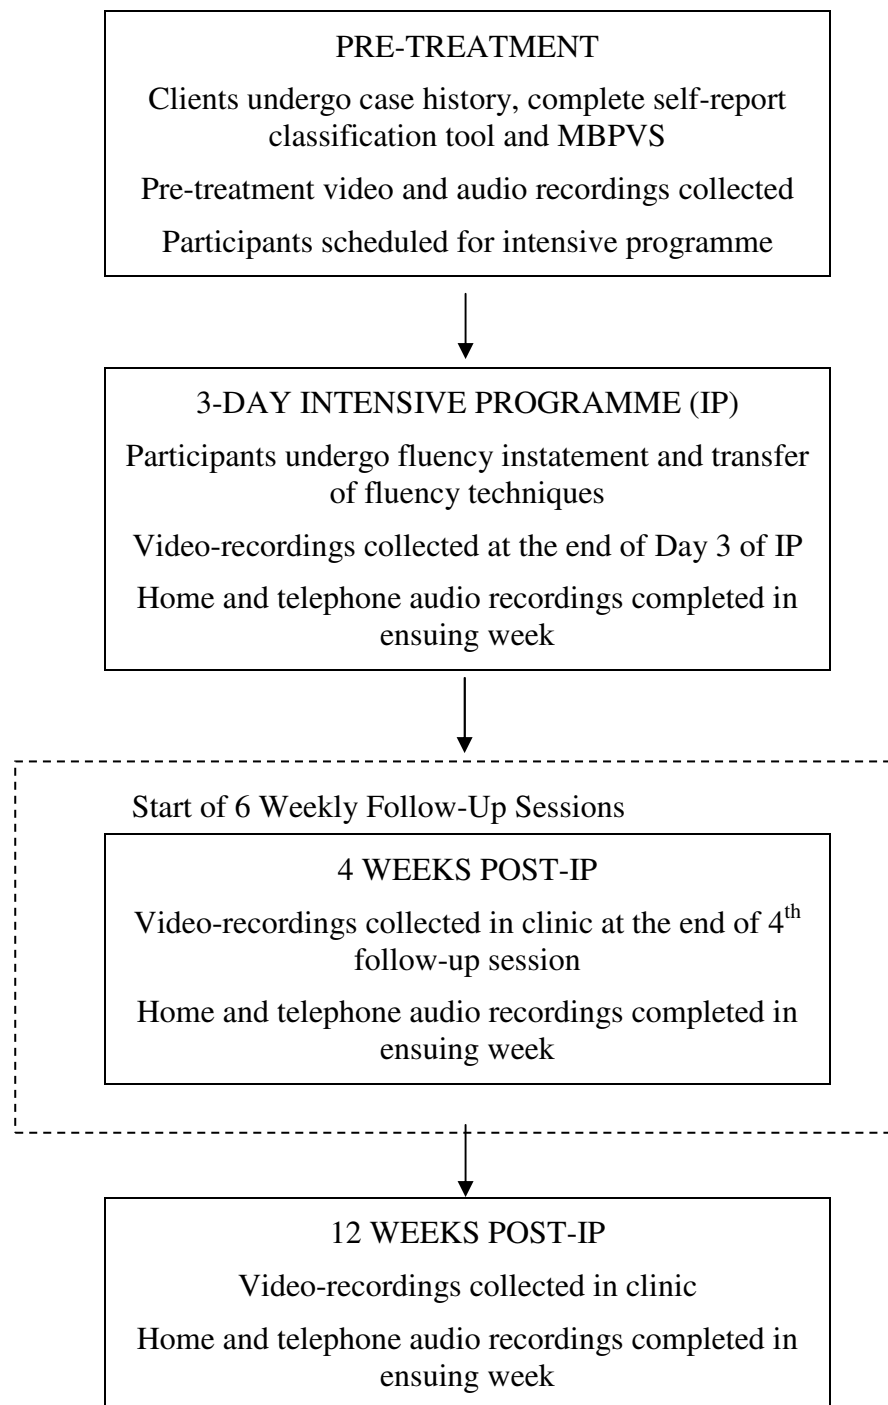 PRE-TREATMENT
Clients undergo case history, complete self-report
classification tool and MBPVS
Pre-treatment video and audio recordings collected
Participants scheduled for intensive programme
3-DAY INTENSIVE PROGRAMME (IP)
Participants undergo fluency instatement and transfer
of fluency techniques
Video-recordings collected at the end of Day 3 of IP
Home and telephone audio recordings completed in
ensuing week
Start of 6 Weekly Follow-Up Sessions
4 WEEKS POST-IP
Video-recordings collected in clinic at the end of 4th
follow-up session
Home and telephone audio recordings completed in
ensuing week
12 WEEKS POST-IP
Video-recordings collected in clinic
Home and telephone audio recordings completed in
ensuing week